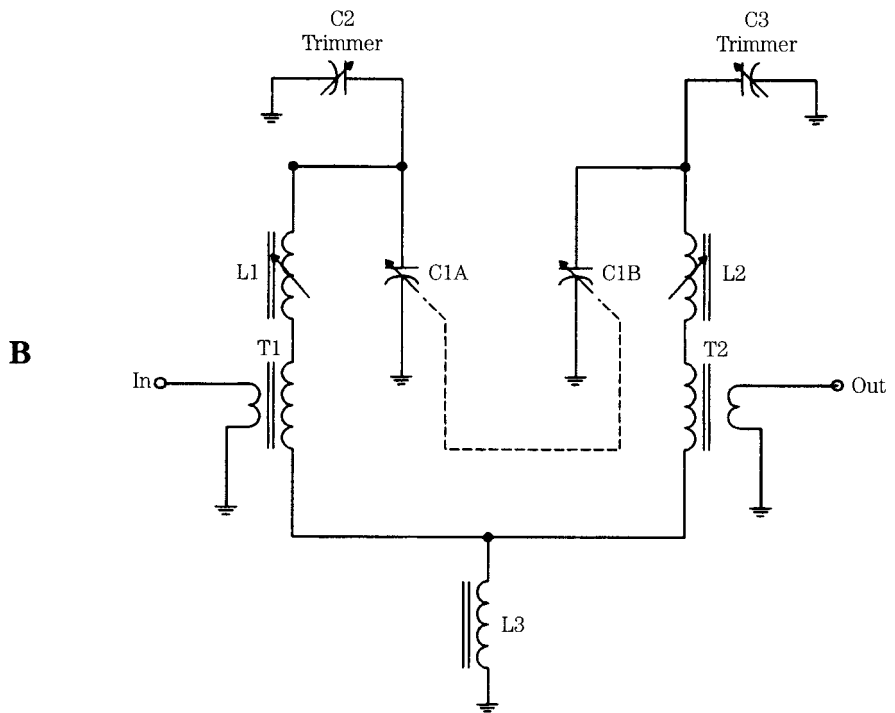 C2
Trimmer
C3
Trimmer
L1
C1A
C1B
L2
B
T1
T2
In
Out
L3